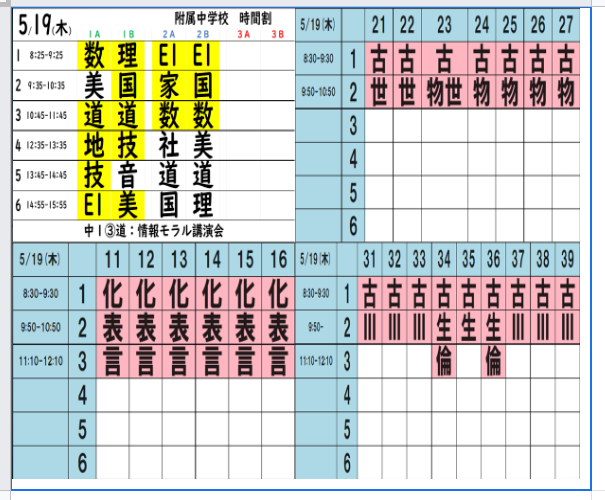 5/19(木) 附属中学校 時間割
1A 1B 2A 2B 3A 3B
1 8:25-9:25 数 理 EI EI
2 9:35-10:35 美 国 家 国
3 10:45-11:45 道 道 数 数
4 12:35-13:35 地 技 社 美
5 13:45-14:45 技 音 道 道
6 14:55-15:55 EI 美 国 理
中1③道:情報モラル講演会
5/19(木) 21 22 23 24 25 26 27
8:30-9:30 1 古 古 古 古 古 古 古
9:50-10:50 2 世 世 物世 物 物 物 物
3
4
5
6
5/19(木) 11 12 13 14 15 16
8:30-9:30 1 化 化 化 化 化 化
9:50-10:50 2 表 表 表 表 表 表
11:10-12:10 3 言 言 言 言 言 言
4
5
6
5/19(木) 31 32 33 34 35 36 37 38 39
8:30-9:30 1 古 古 古 古 古 古 古 古 古
9:50- 2 III III III 生 生 生 III III III
11:10-12:10 3 倫 倫
4
5
6